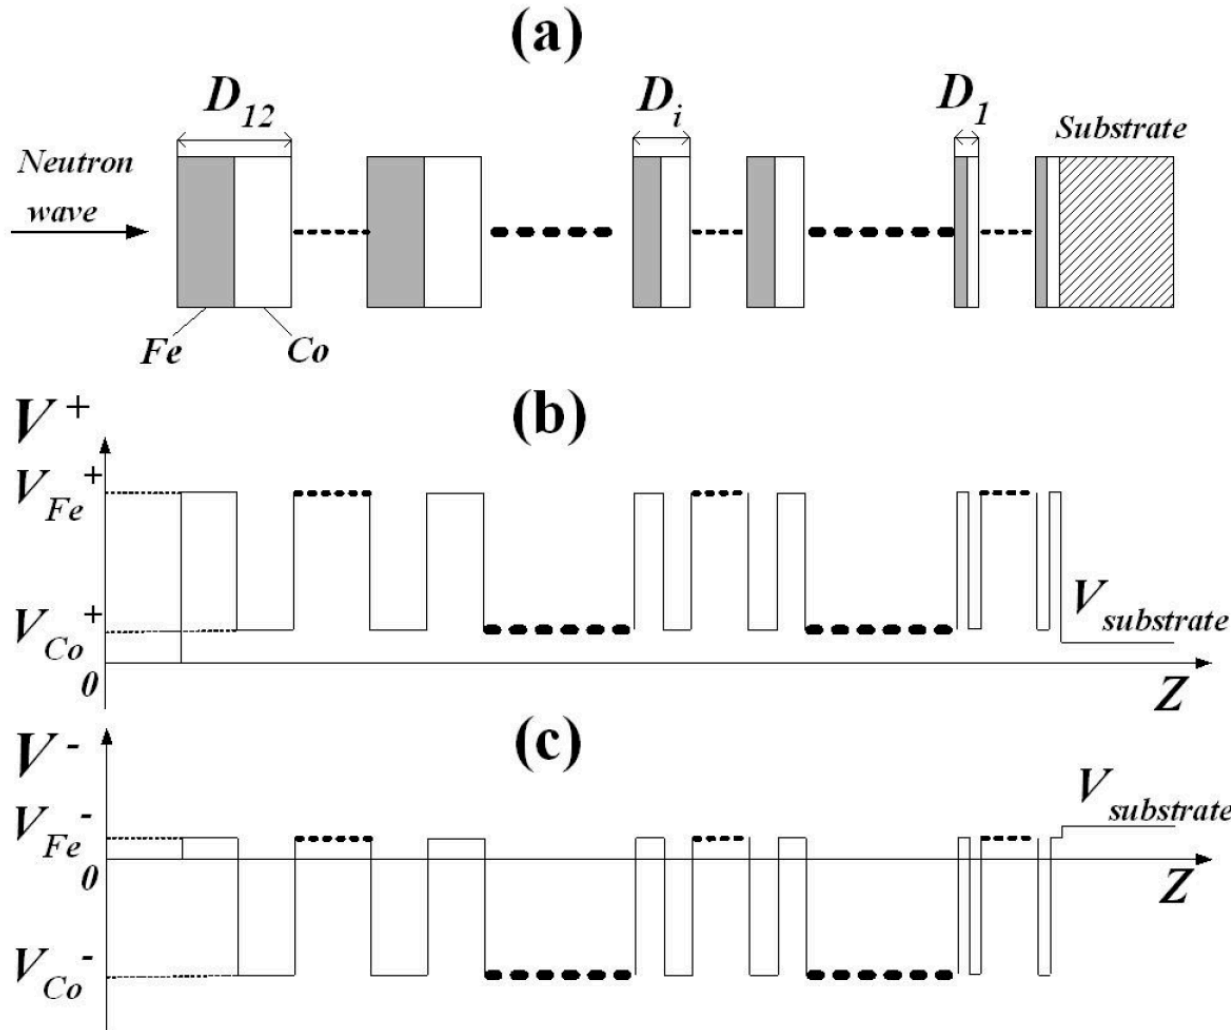 (a)
D12 Di D1
Substrate
Neutron
wave
Fe Co
(b)
V+
VFe+
VCo+
Vsubstrate
0
Z
(c)
V-
VFe-
Vsubstrate
0
Z
VCo-